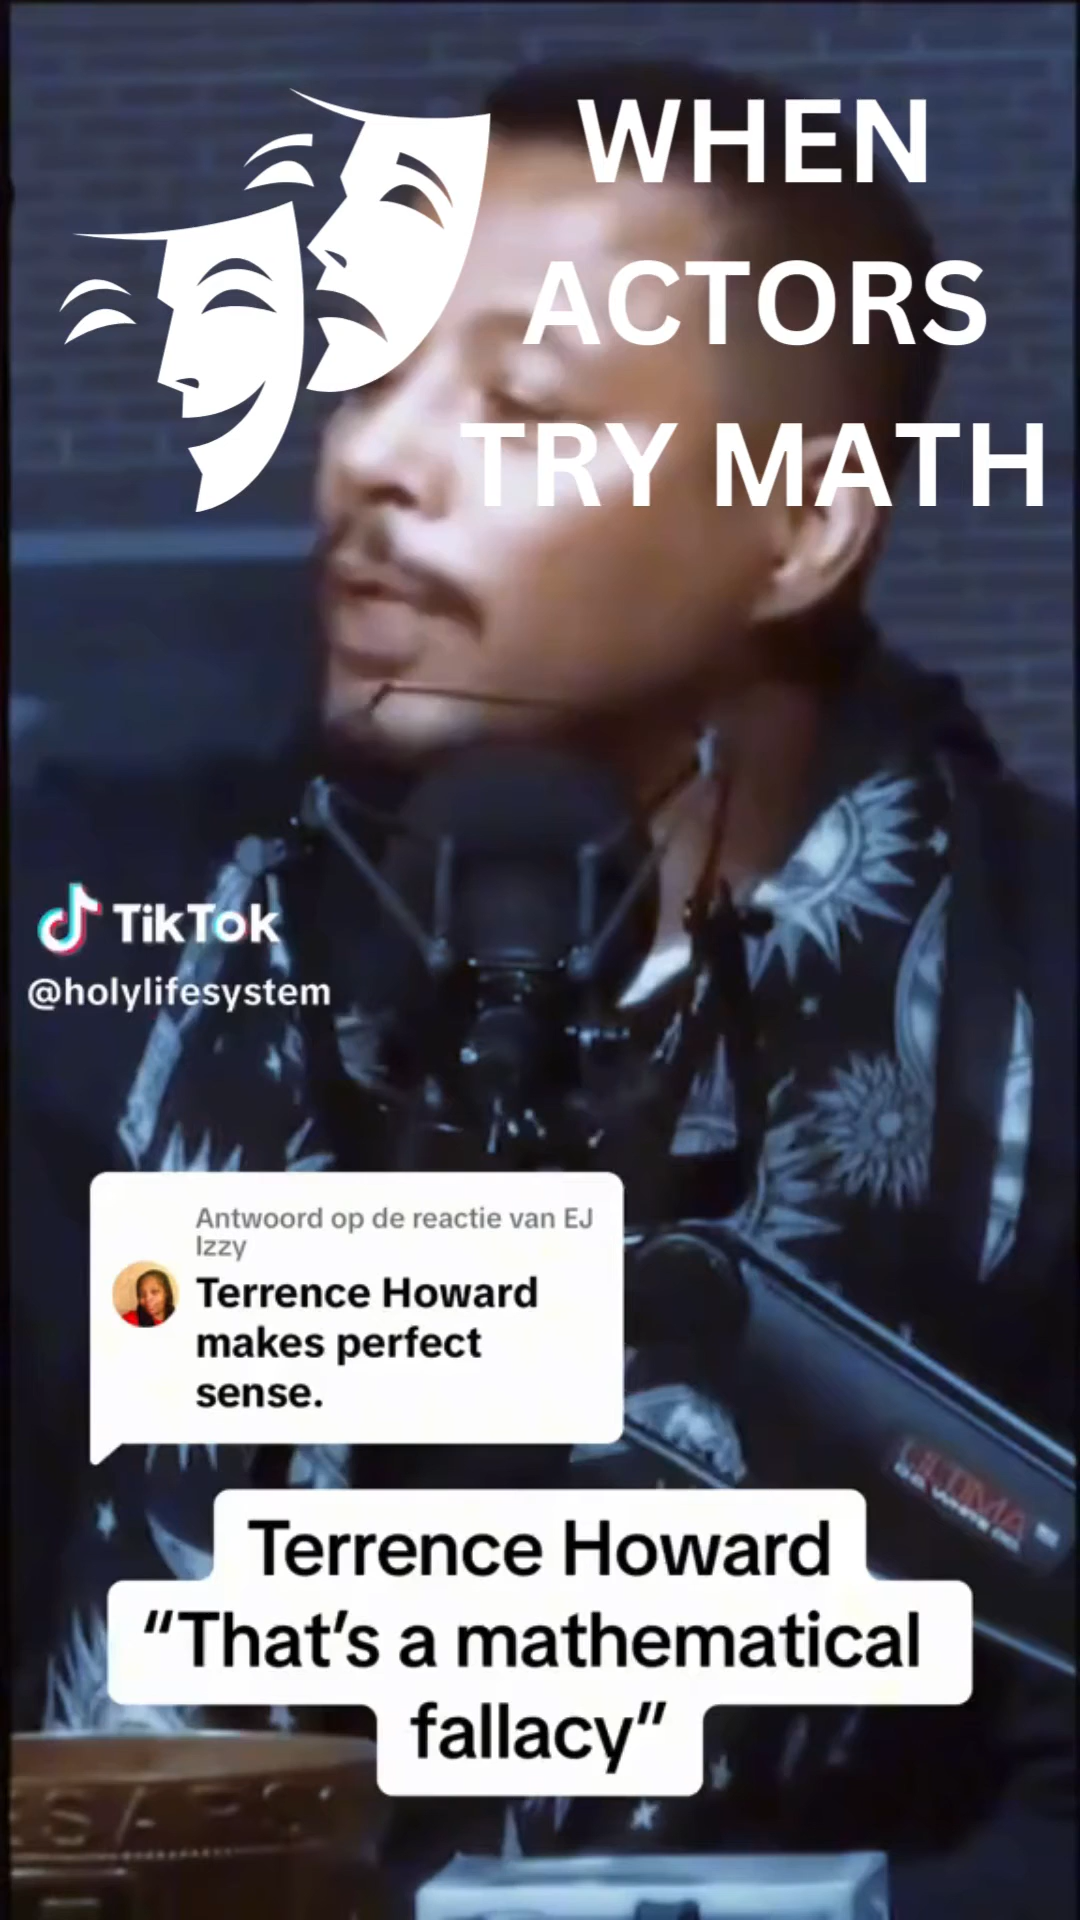 WHEN
ACTORS
TRY MATH
TikTok
@holylifesystem
Antwoord op de reactie van EJ
Izzy
Terrence Howard
makes perfect
sense.
ULTIMA
Terrence Howard
“That’s a mathematical
fallacy”